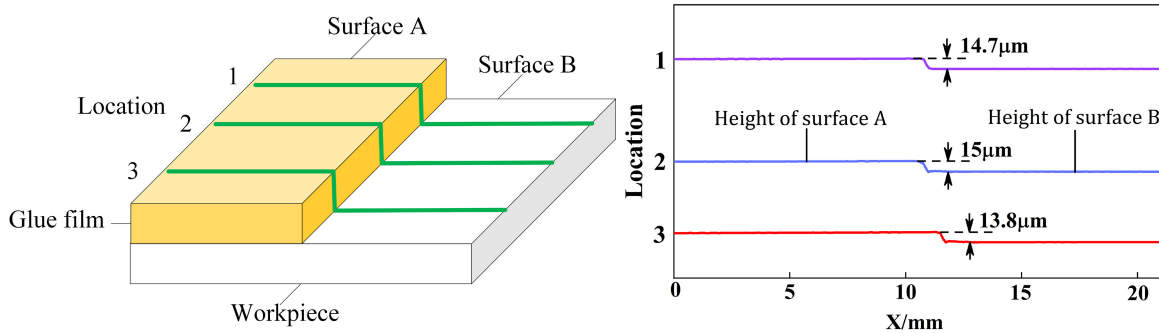 Surface A
Surface B
Location
1
2
3
Glue film
Workpiece
Location
1
14.7μm
Height of surface A
Height of surface B
2
15μm
3
13.8μm
0
5
10
15
20
X/mm